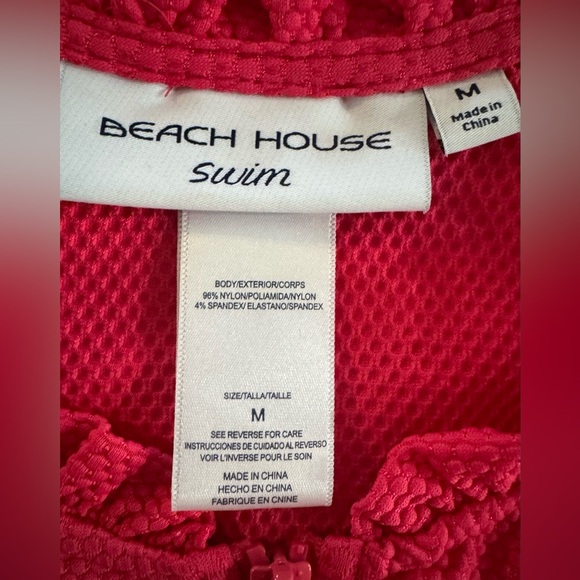 BEACH HOUSE
swim
M
Made in
China
BODY/EXTERIOR/CORPS
96% NYLON/POLIAMIDA/NYLON
4% SPANDEX/ ELASTANO/SPANDEX
SIZE/TALLA/TAILLE
M
SEE REVERSE FOR CARE
INSTRUCCIONES DE CUIDADO AL REVERSO
VOIR L'INVERSE POUR LE SOIN
MADE IN CHINA
HECHO EN CHINA
FABRIQUE EN CNINE